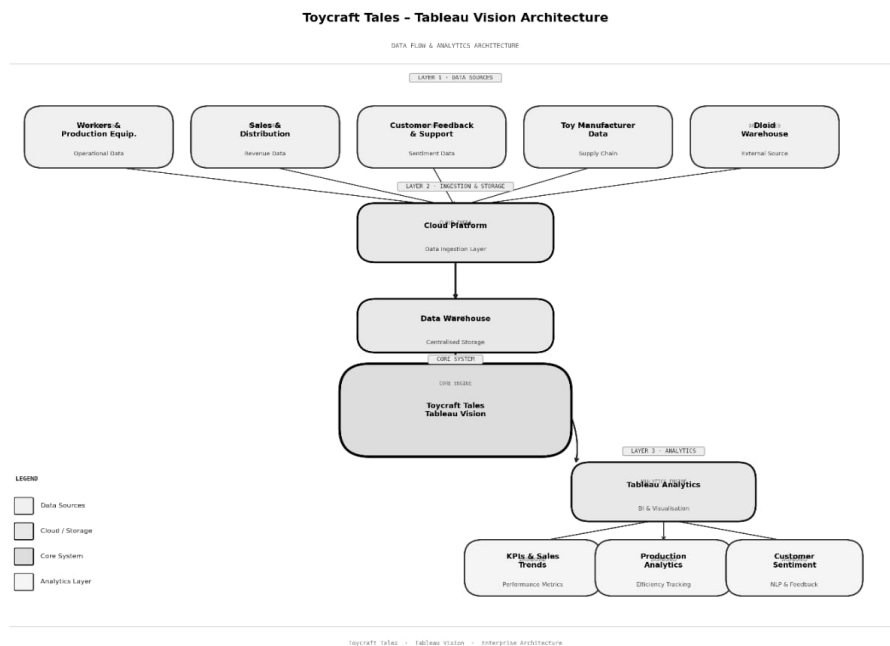 Toycraft Tales – Tableau Vision Architecture
DATA FLOW & ANALYTICS ARCHITECTURE
LAYER 1 · DATA SOURCES
Workers &
Production Equip.
Operational Data
Sales &
Distribution
Revenue Data
Customer Feedback
& Support
Sentiment Data
Toy Manufacturer
Data
Supply Chain
Dioid
Warehouse
External Source
LAYER 2 · INGESTION & STORAGE
Cloud Platform
Data Ingestion Layer
Data Warehouse
Centralised Storage
CORE SYSTEM
CORE ENGINE
Toycraft Tales
Tableau Vision
LAYER 3 · ANALYTICS
Tableau Analytics
BI & Visualisation
KPIs & Sales
Trends
Performance Metrics
Production
Analytics
Efficiency Tracking
Customer
Sentiment
NLP & Feedback
LEGEND
Data Sources
Cloud / Storage
Core System
Analytics Layer
Toycraft Tales · Tableau Vision · Enterprise Architecture